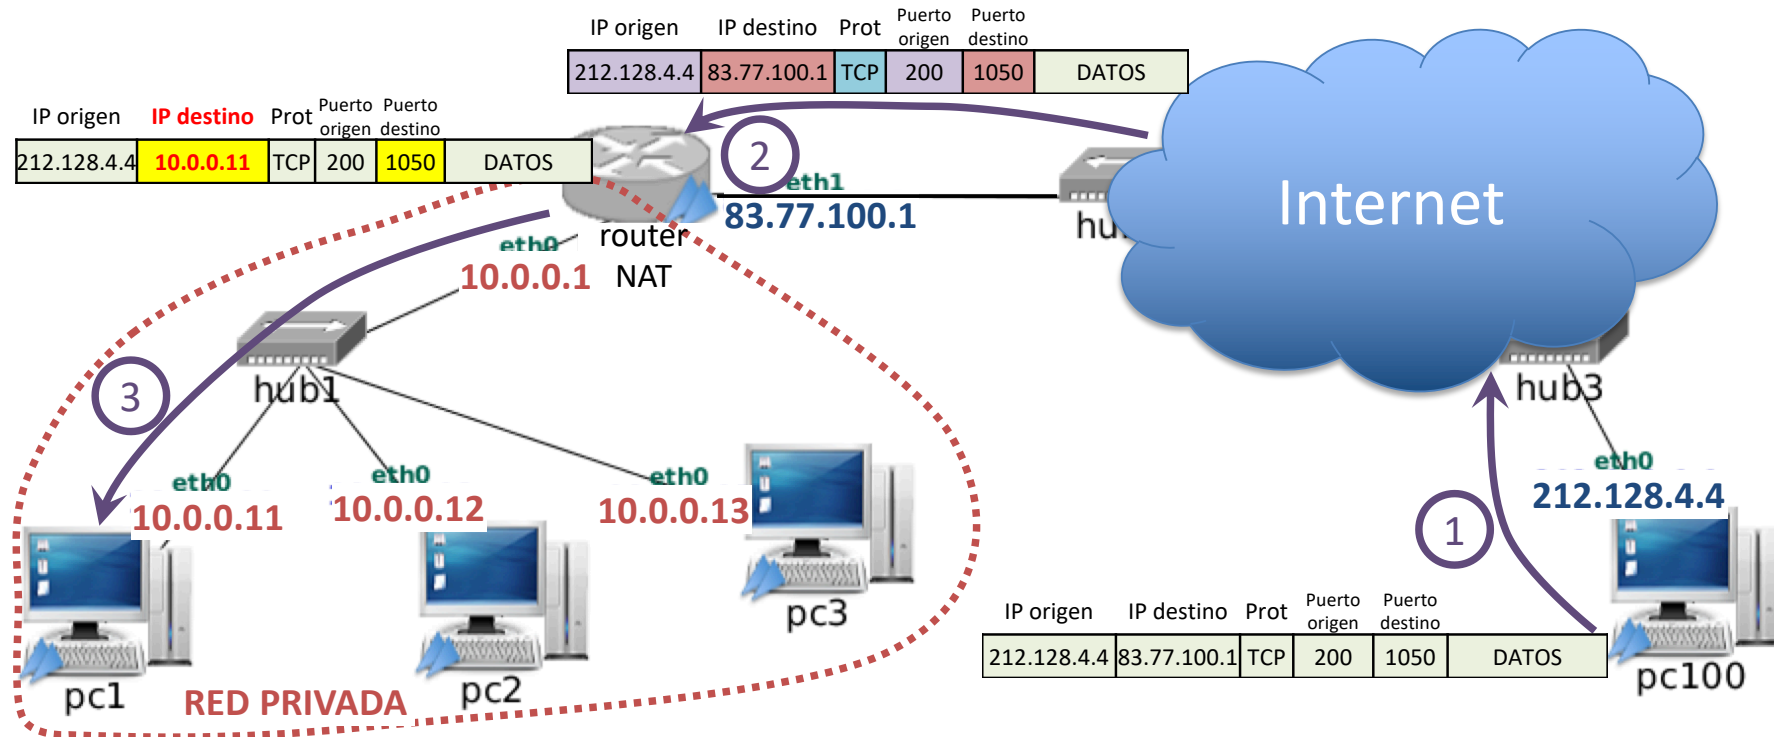 IP origen IP destino Prot Puerto origen Puerto destino
212.128.4.4 83.77.100.1 TCP 200 1050 DATOS
IP origen IP destino Prot Puerto origen Puerto destino
212.128.4.4 10.0.0.11 TCP 200 1050 DATOS
2
eth1
83.77.100.1
Internet
router
NAT
eth0
10.0.0.1
hub1
hub3
3
eth0
10.0.0.11
eth0
10.0.0.12
eth0
10.0.0.13
eth0
212.128.4.4
1
pc1
pc2
pc3
RED PRIVADA
IP origen IP destino Prot Puerto origen Puerto destino
212.128.4.4 83.77.100.1 TCP 200 1050 DATOS
pc100